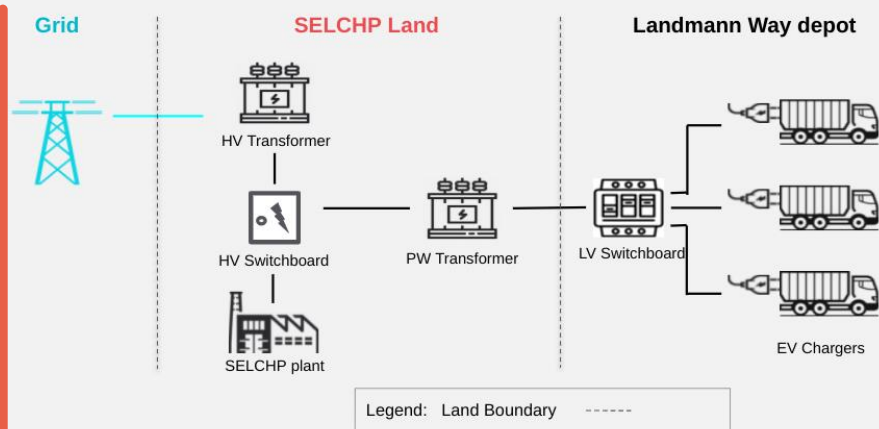 Grid
SELCHP Land
Landmann Way depot
HV Transformer
HV Switchboard
PW Transformer
LV Switchboard
SELCHP plant
EV Chargers
Legend: Land Boundary